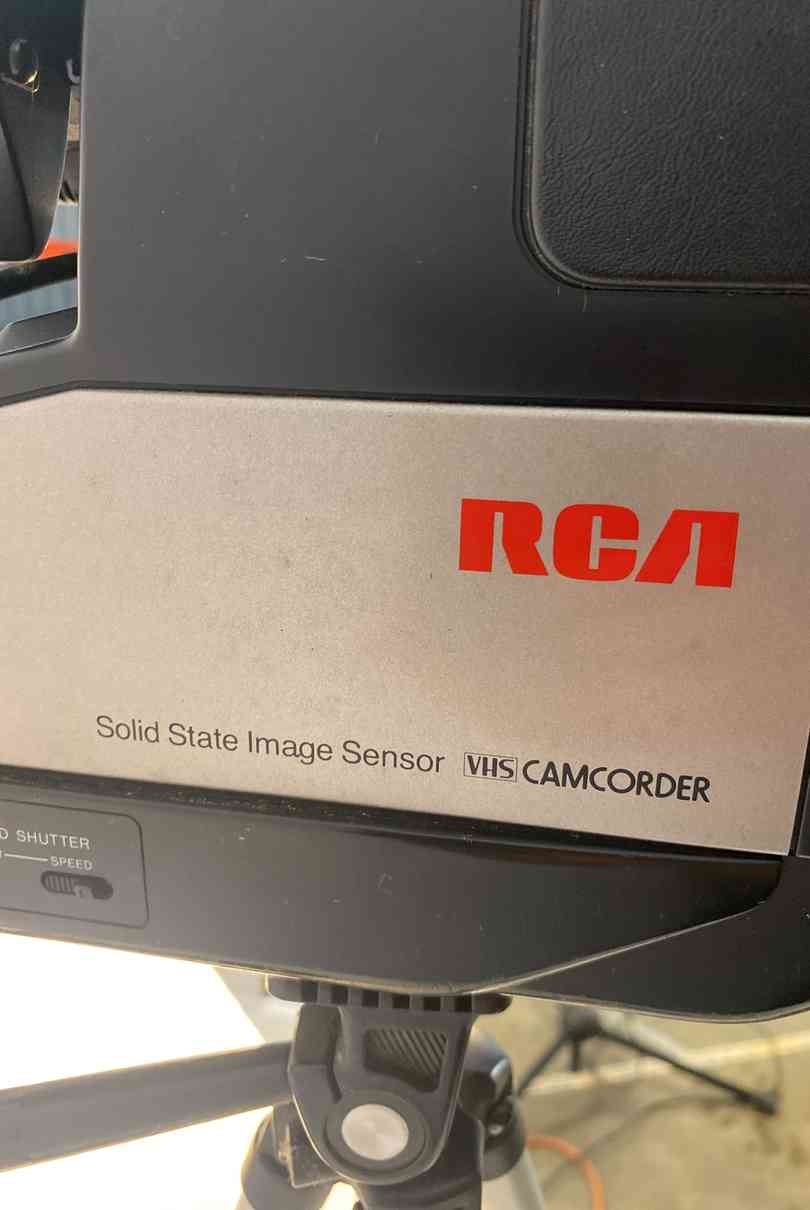 RCA
Solid State Image Sensor VHS CAMCORDER
SHUTTER
SPEED